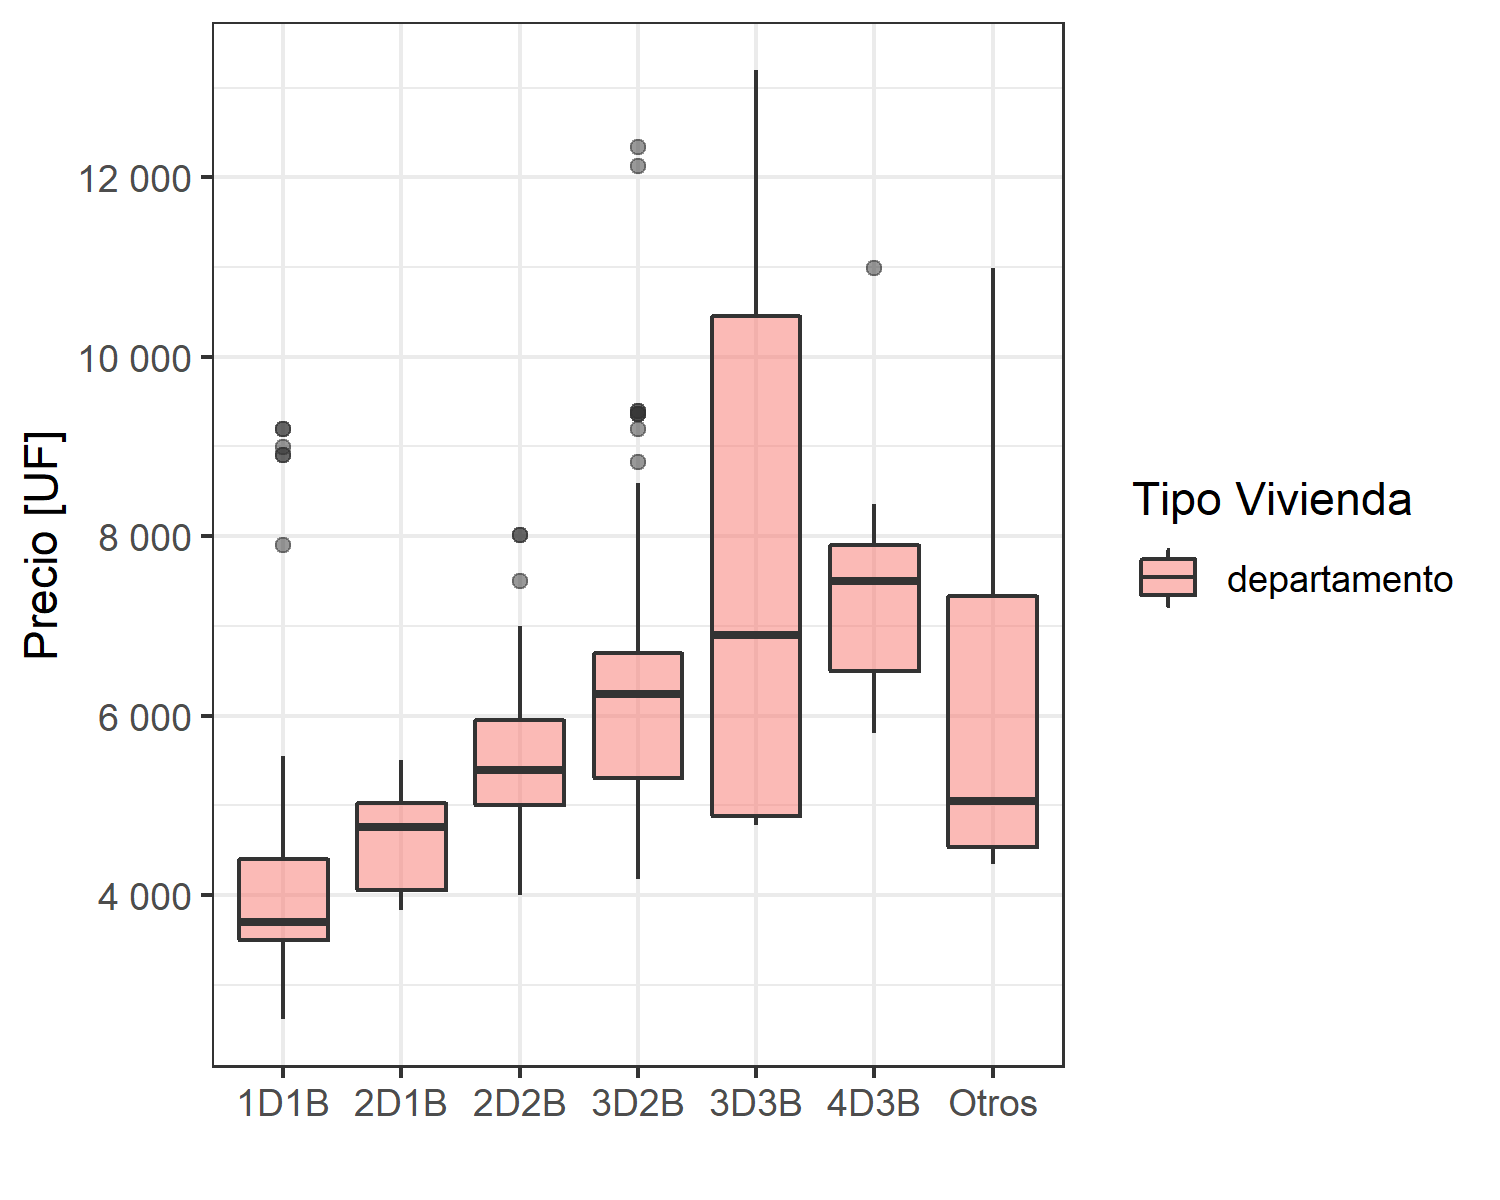 Precio [UF]
12 000
10 000
8 000
6 000
4 000
1D1B 2D1B 2D2B 3D2B 3D3B 4D3B Otros
Tipo Vivienda
departamento